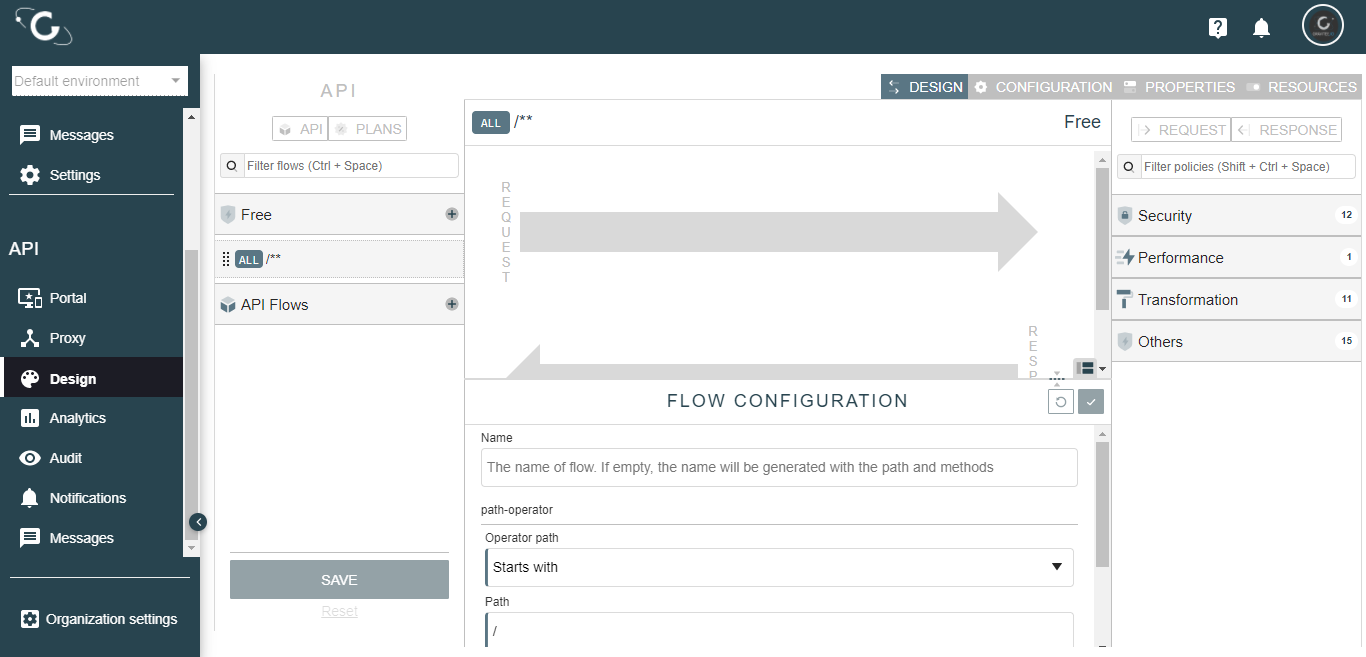 Default environment
Messages
Settings
API
Portal
Proxy
Design
Analytics
Audit
Notifications
Messages
Organization settings
API
API PLANS
Filter flows (Ctrl + Space)
Free
ALL /**
API Flows
SAVE
Reset
DESIGN CONFIGURATION PROPERTIES RESOURCES
ALL /** Free
REQUEST
RESP
FLOW CONFIGURATION
Name
The name of flow. If empty, the name will be generated with the path and methods
path-operator
Operator path
Starts with
Path
/
REQUEST RESPONSE
Filter policies (Shift + Ctrl + Space)
Security 12
Performance 1
Transformation 11
Others 15